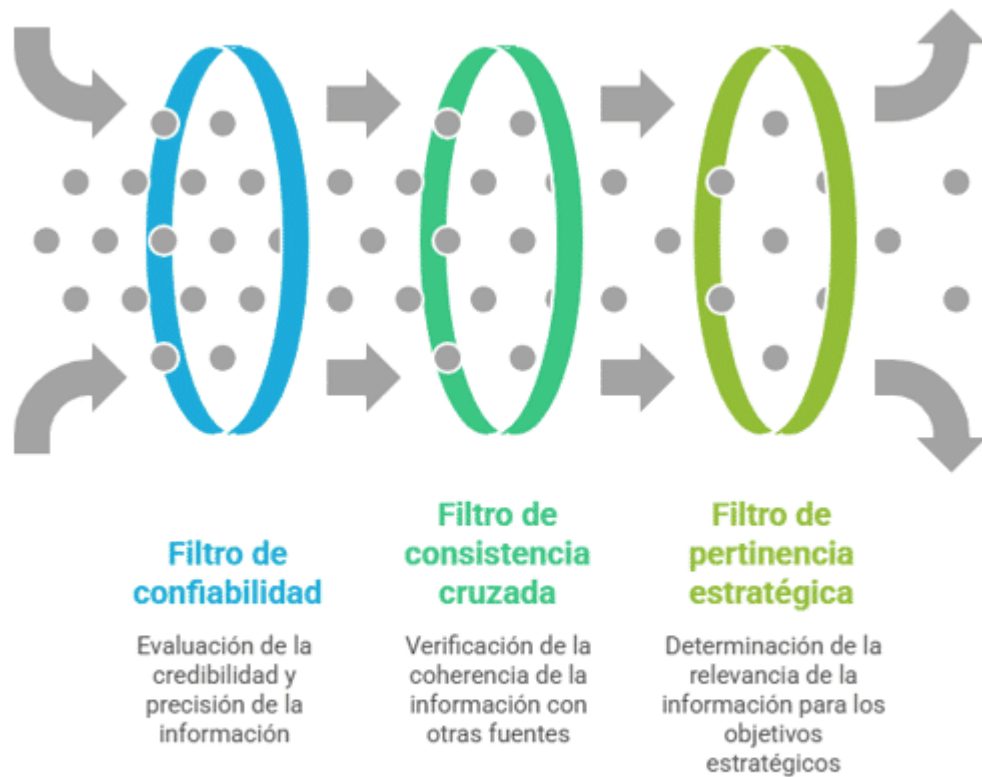 Filtro de
confiabilidad
Evaluación de la
credibilidad y
precisión de la
información
Filtro de
consistencia
cruzada
Verificación de la
coherencia de la
información con
otras fuentes
Filtro de
pertinencia
estratégica
Determinación de la
relevancia de la
información para los
objetivos
estratégicos